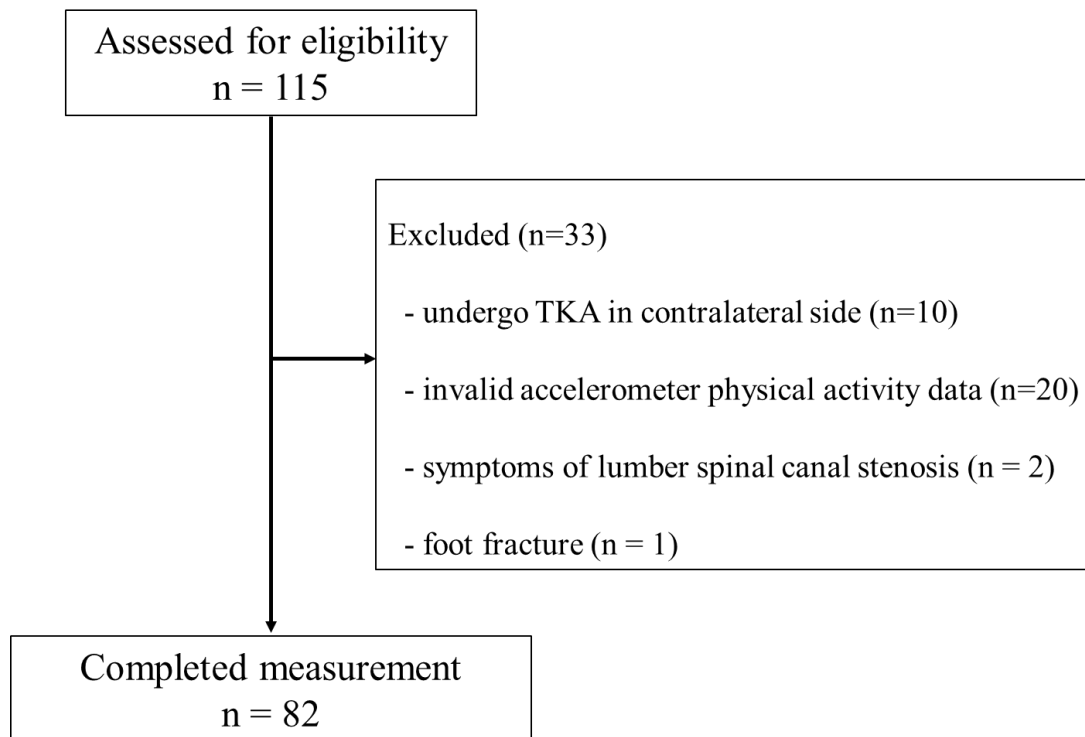 Assessed for eligibility
n = 115
Excluded (n=33)
- undergo TKA in contralateral side (n=10)
- invalid accelerometer physical activity data (n=20)
- symptoms of lumber spinal canal stenosis (n = 2)
- foot fracture (n = 1)
Completed measurement
n = 82